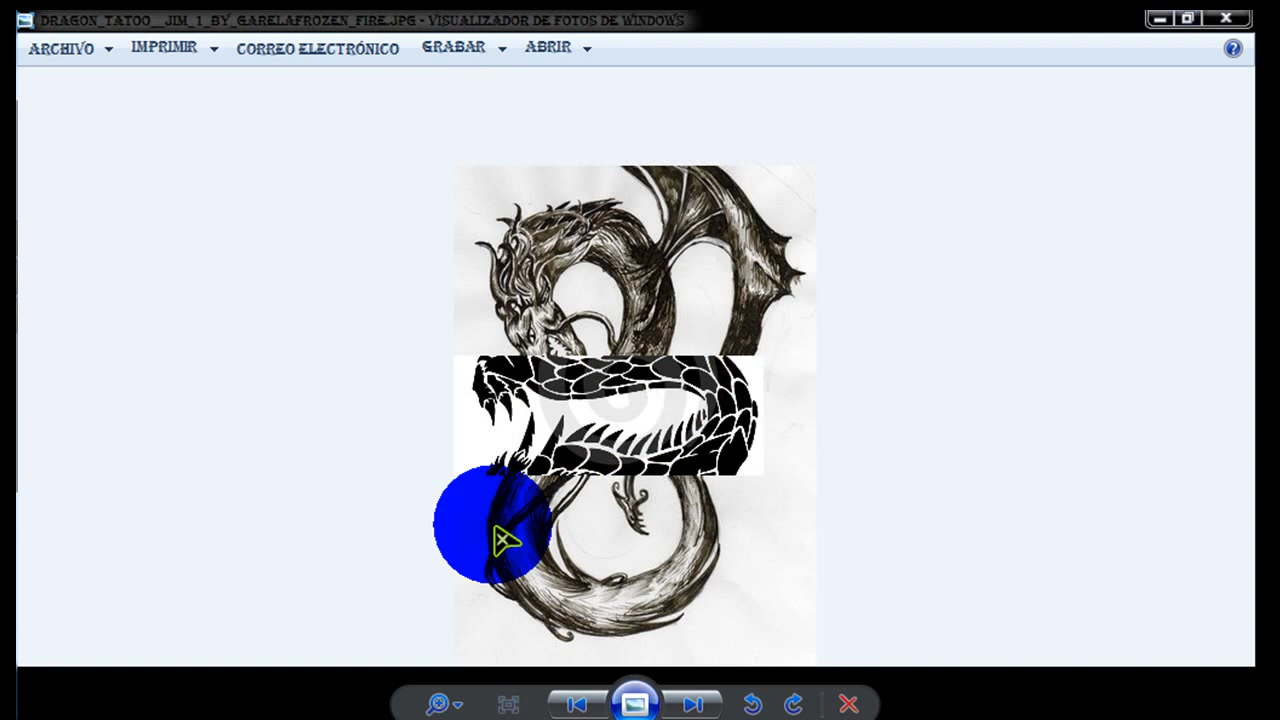 DRAGON_TATOO__JIM_1_BY_GARELAFROZEN_FIRE.JPG - VISUALIZADOR DE FOTOS DE WINDOWS
ARCHIVO IMPRIMIR CORREO ELECTRÓNICO GRABAR ABRIR